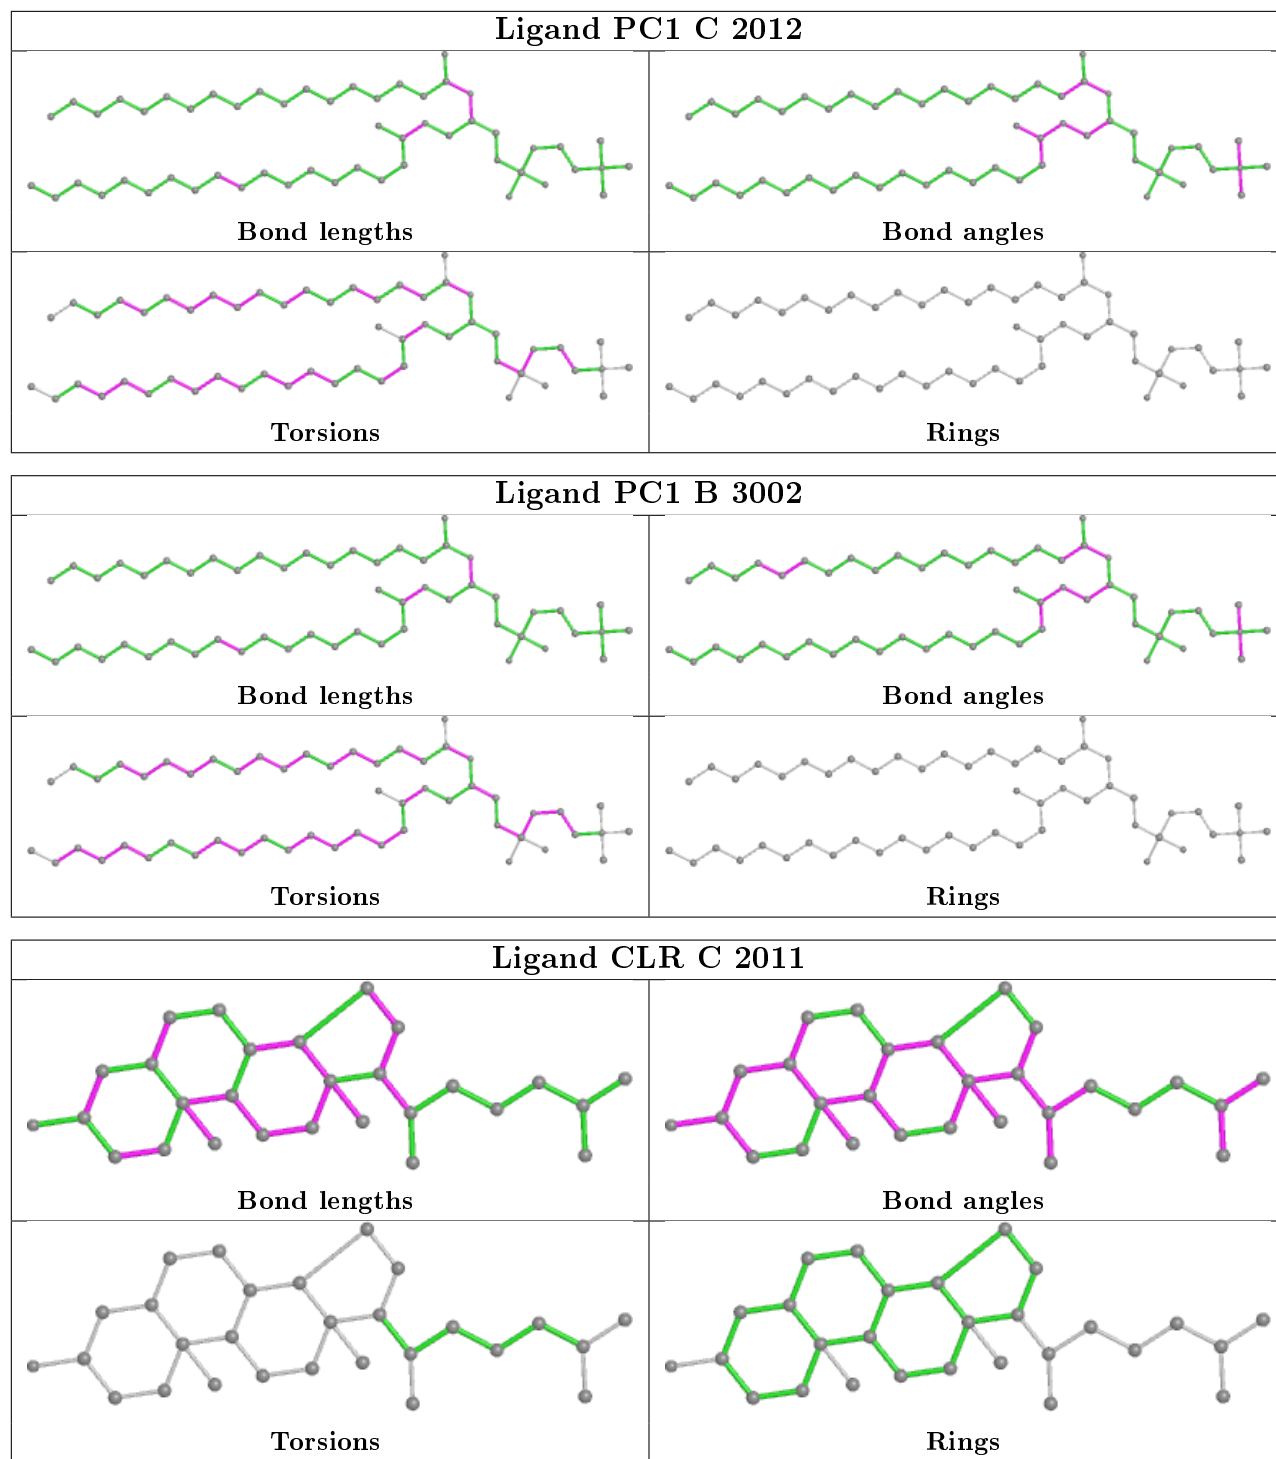 Ligand PC1 C 2012
Bond lengths
Bond angles
Torsions
Rings
Ligand PC1 B 3002
Bond lengths
Bond angles
Torsions
Rings
Ligand CLR C 2011
Bond lengths
Bond angles
Torsions
Rings